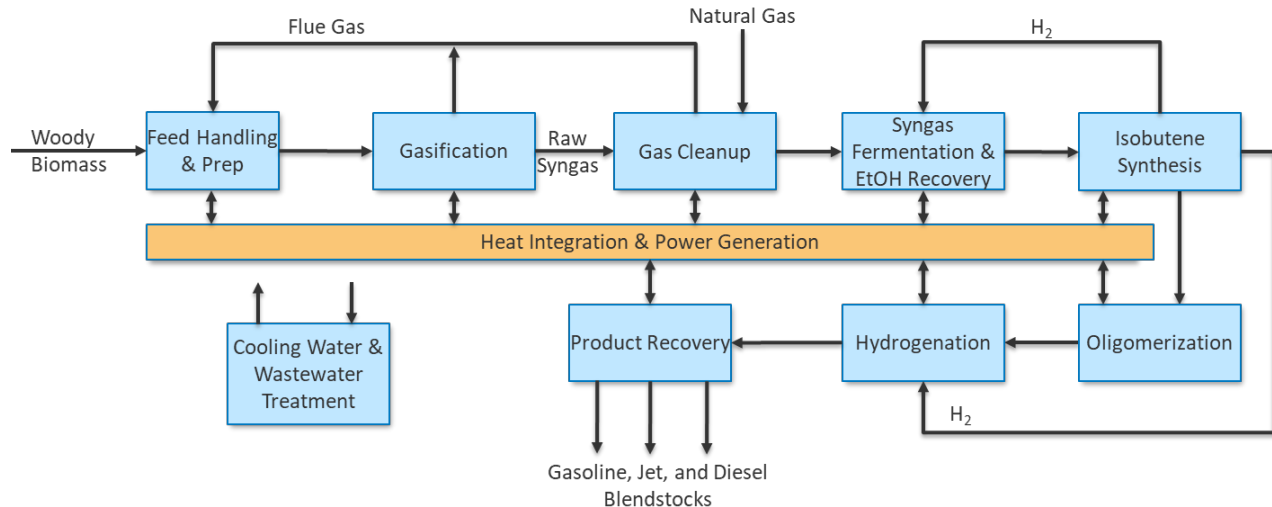 Natural Gas
Flue Gas
H₂
Woody
Biomass
Feed Handling
& Prep
Gasification
Raw
Syngas
Gas Cleanup
Syngas
Fermentation &
EtOH Recovery
Isobutene
Synthesis
Heat Integration & Power Generation
Cooling Water &
Wastewater
Treatment
Product Recovery
Hydrogenation
Oligomerization
H₂
Gasoline, Jet, and Diesel
Blendstocks